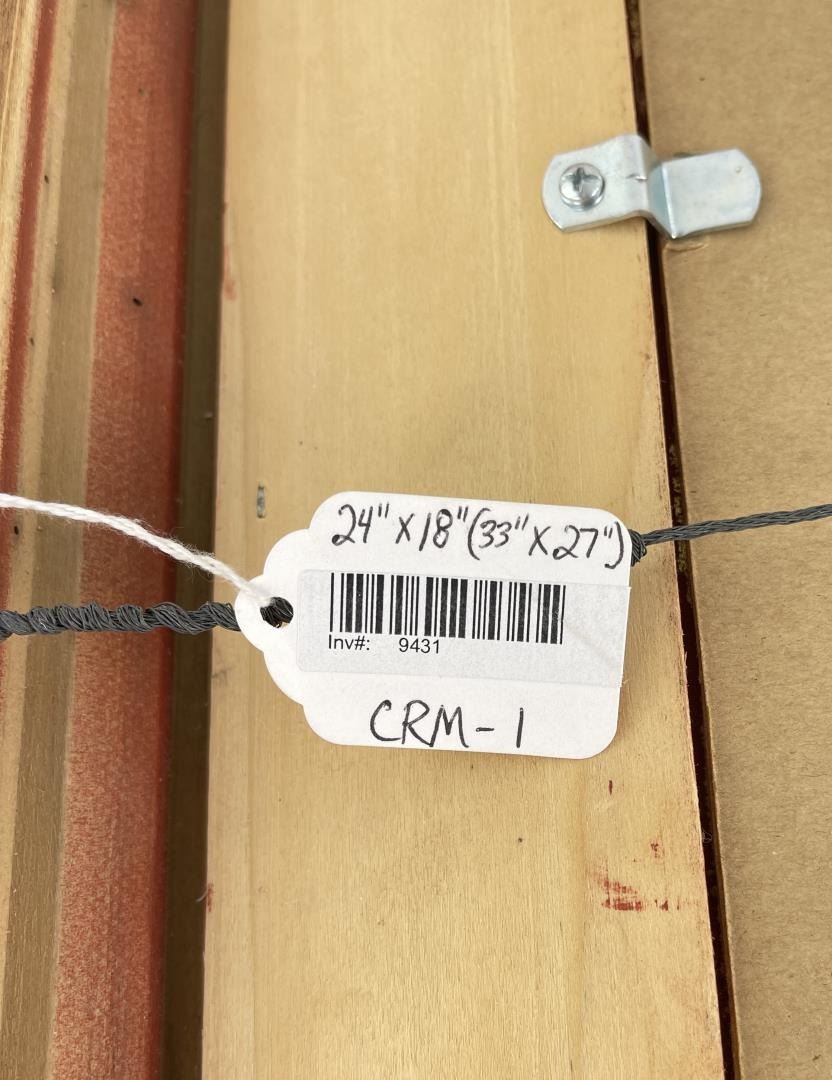 24" x 18" (33" x 27")
Inv#: 9431
CRM-1